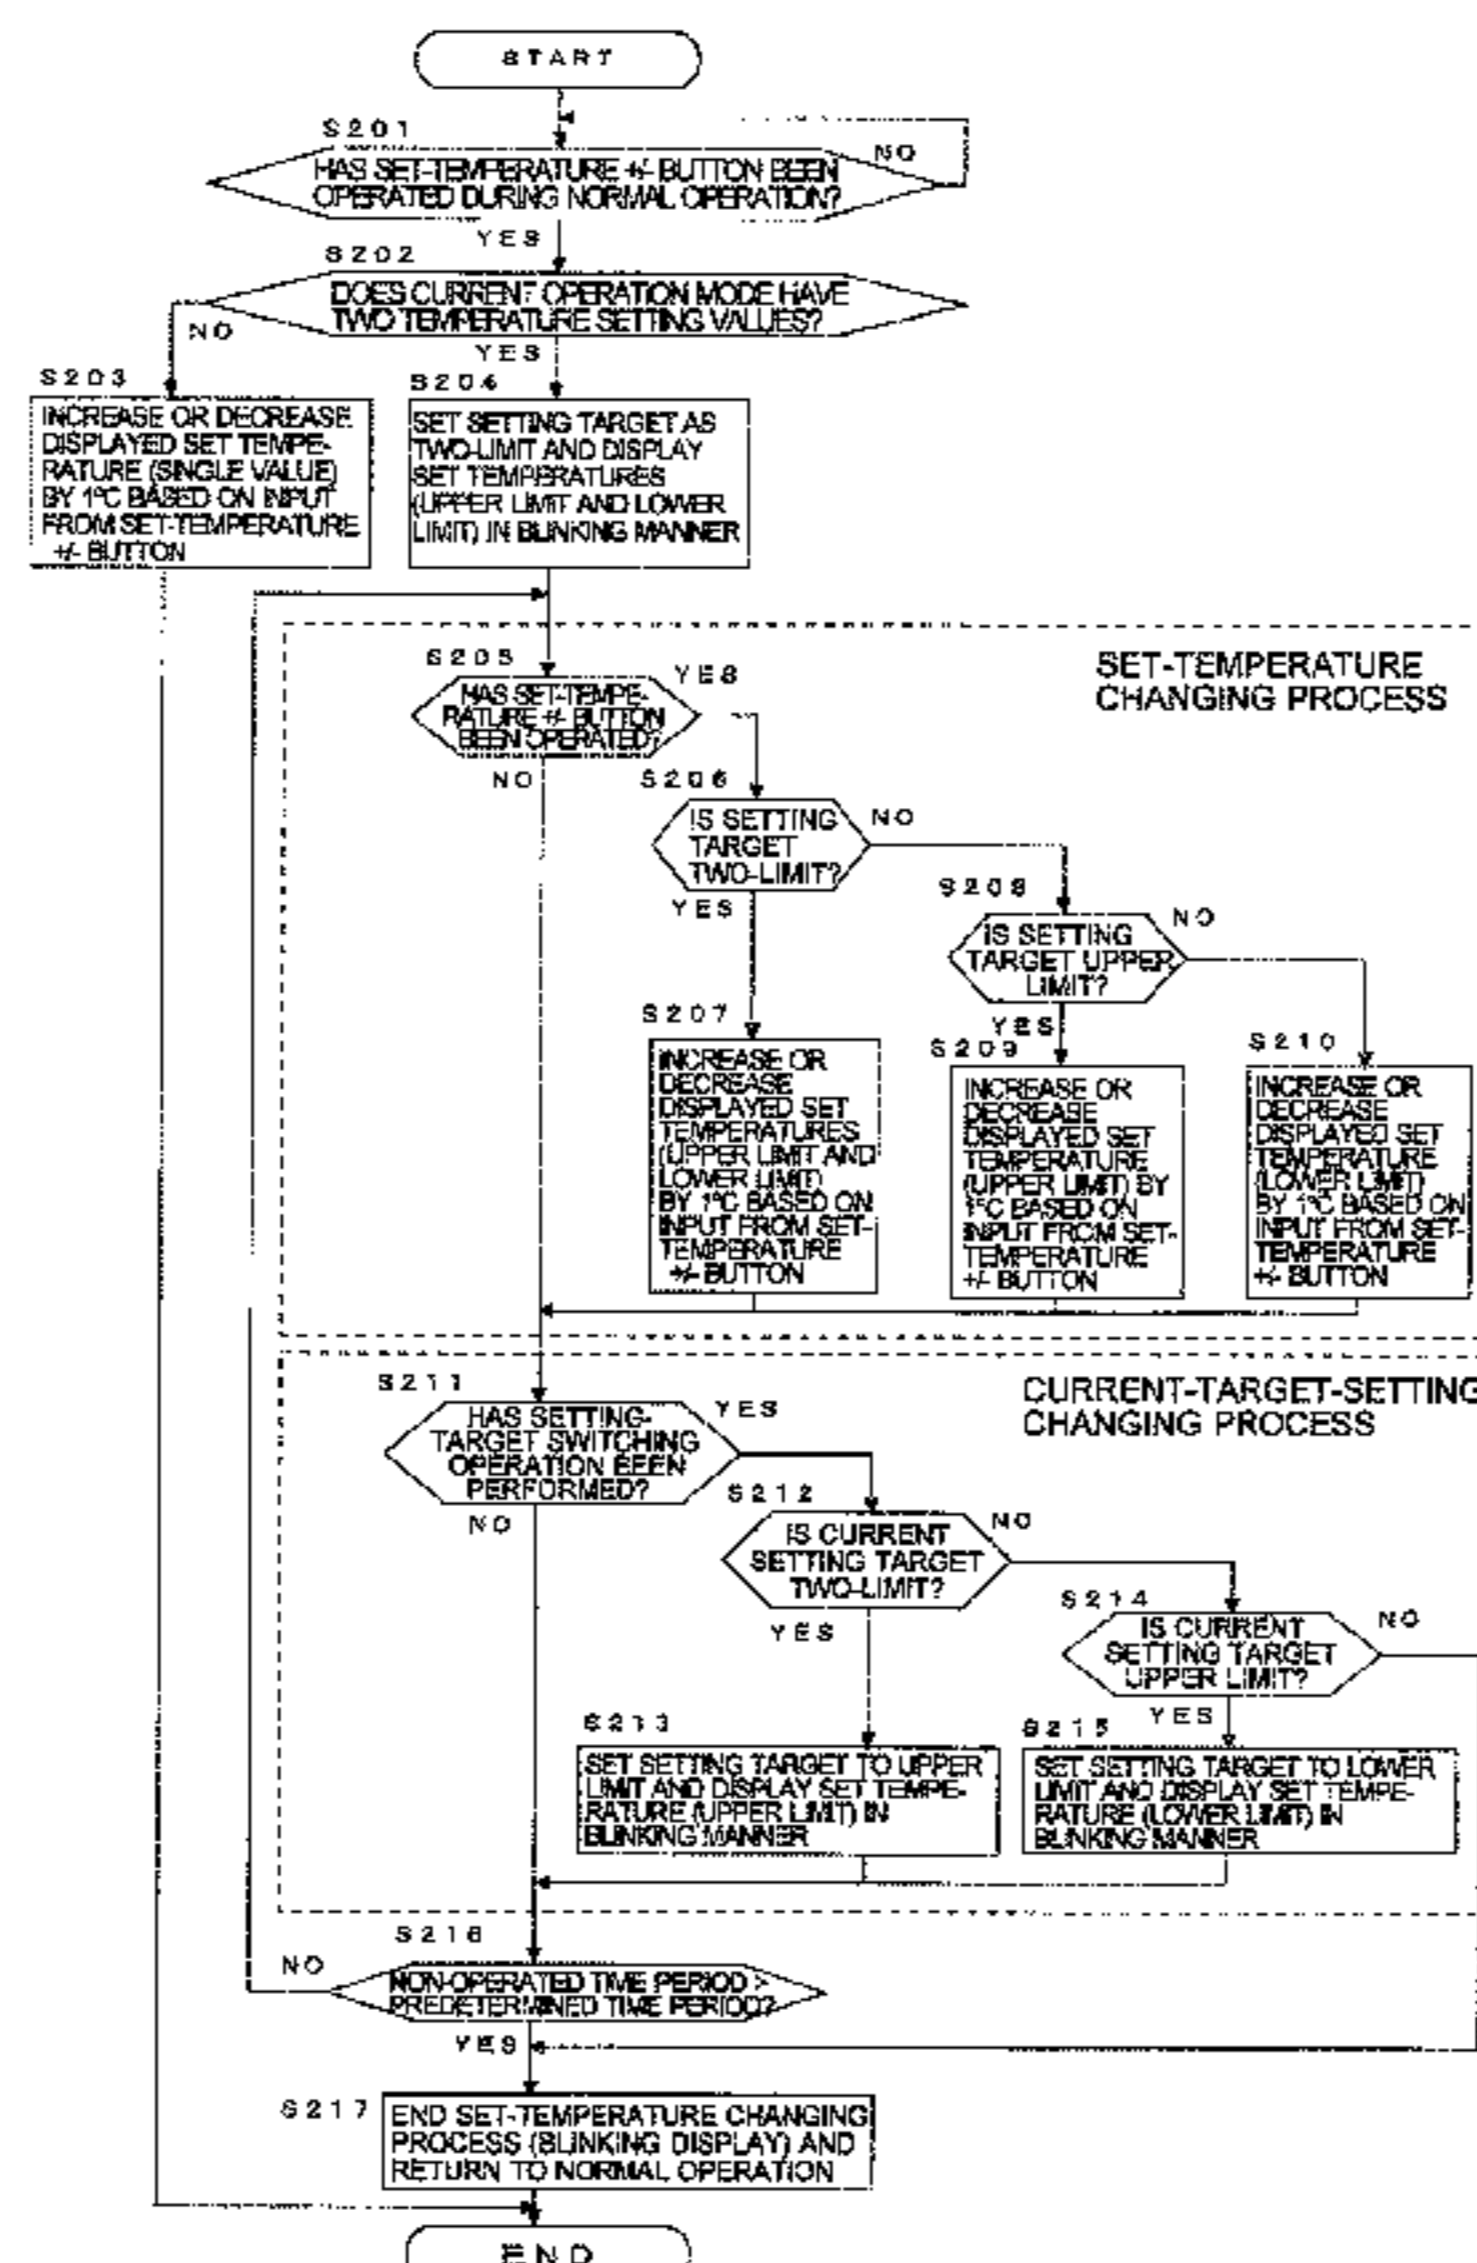 START
S201
HAS SET-TEMPERATURE +/- BUTTON BEEN
OPERATED DURING NORMAL OPERATION?
NO
YES
S202
DOES CURRENT OPERATION MODE HAVE
TWO TEMPERATURE SETTING VALUES?
NO
YES
S203
INCREASE OR DECREASE
DISPLAYED SET TEMPE-
RATURE (SINGLE VALUE)
BY 1°C BASED ON INPUT
FROM SET-TEMPERATURE
+/- BUTTON
S204
SET SETTING TARGET AS
TWO-LIMIT AND DISPLAY
SET TEMPERATURES
(UPPER LIMIT AND LOWER
LIMIT) IN BLINKING MANNER
SET-TEMPERATURE
CHANGING PROCESS
S205
HAS SET-TEMPE-
RATURE +/- BUTTON
BEEN OPERATED?
YES
NO
S206
IS SETTING
TARGET
TWO-LIMIT?
NO
YES
S208
IS SETTING
TARGET UPPER
LIMIT?
NO
YES
S207
INCREASE OR
DECREASE
DISPLAYED SET
TEMPERATURES
(UPPER LIMIT AND
LOWER LIMIT)
BY 1°C BASED ON
INPUT FROM SET-
TEMPERATURE
+/- BUTTON
S209
INCREASE OR
DECREASE
DISPLAYED SET
TEMPERATURE
(UPPER LIMIT) BY
1°C BASED ON
INPUT FROM SET-
TEMPERATURE
+/- BUTTON
S210
INCREASE OR
DECREASE
DISPLAYED SET
TEMPERATURE
(LOWER LIMIT)
BY 1°C BASED ON
INPUT FROM SET-
TEMPERATURE
+/- BUTTON
CURRENT-TARGET-SETTING
CHANGING PROCESS
S211
HAS SETTING-
TARGET SWITCHING
OPERATION BEEN
PERFORMED?
YES
NO
S212
IS CURRENT
SETTING TARGET
TWO-LIMIT?
NO
YES
S214
IS CURRENT
SETTING TARGET
UPPER LIMIT?
NO
YES
S213
SET SETTING TARGET TO UPPER
LIMIT AND DISPLAY SET TEMPE-
RATURE (UPPER LIMIT) IN
BLINKING MANNER
S215
SET SETTING TARGET TO LOWER
LIMIT AND DISPLAY SET TEMPE-
RATURE (LOWER LIMIT) IN
BLINKING MANNER
S216
NO
NON-OPERATED TIME PERIOD >
PREDETERMINED TIME PERIOD?
YES
S217
END SET-TEMPERATURE CHANGING
PROCESS (BLINKING DISPLAY) AND
RETURN TO NORMAL OPERATION
END